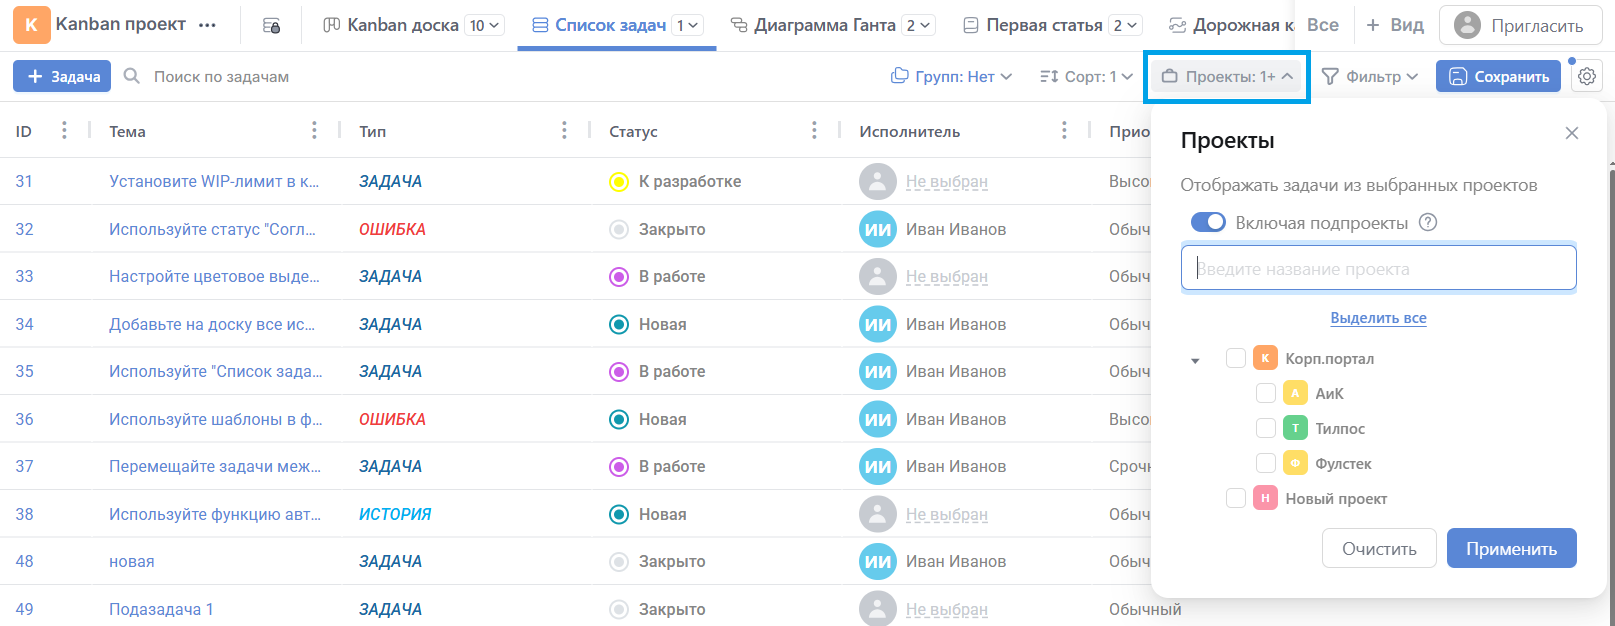 К Kanban проект ••• Kanban доска 10 Список задач 1 Диаграмма Ганта 2 Первая статья 2 Дорожная к Все + Вид Пригласить
+ Задача Поиск по задачам Групп: Нет Сорт: 1 Проекты: 1+ Фильтр Сохранить
ID Тема Тип Статус Исполнитель Прио
31 Установите WIP-лимит в к... ЗАДАЧА К разработке Не выбран Высо
32 Используйте статус "Согл... ОШИБКА Закрыто ИИ Иван Иванов Обыч
33 Настройте цветовое выде... ЗАДАЧА В работе Не выбран Обыч
34 Добавьте на доску все ис... ЗАДАЧА Новая ИИ Иван Иванов Обыч
35 Используйте "Список зада... ЗАДАЧА В работе ИИ Иван Иванов Обыч
36 Используйте шаблоны в ф... ОШИБКА Новая ИИ Иван Иванов Высо
37 Перемещайте задачи меж... ЗАДАЧА В работе ИИ Иван Иванов Сроч
38 Используйте функцию авт... ИСТОРИЯ Новая Не выбран Обыч
48 новая ЗАДАЧА Закрыто ИИ Иван Иванов Обыч
49 Подазадача 1 ЗАДАЧА Закрыто Не выбран Обычный
Проекты
Отображать задачи из выбранных проектов
Включая подпроекты ?
Введите название проекта
Выделить все
К Корп.портал
А АиК
Т Тилпос
Ф Фулстек
Н Новый проект
Очистить Применить